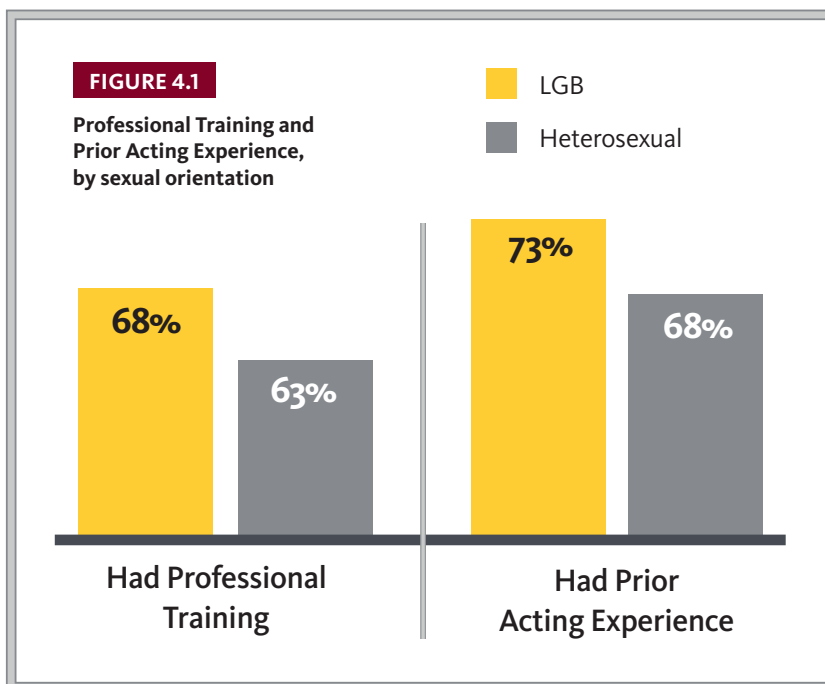 FIGURE 4.1
Professional Training and
Prior Acting Experience,
by sexual orientation
LGB
Heterosexual
68%
63%
73%
68%
Had Professional
Training
Had Prior
Acting Experience